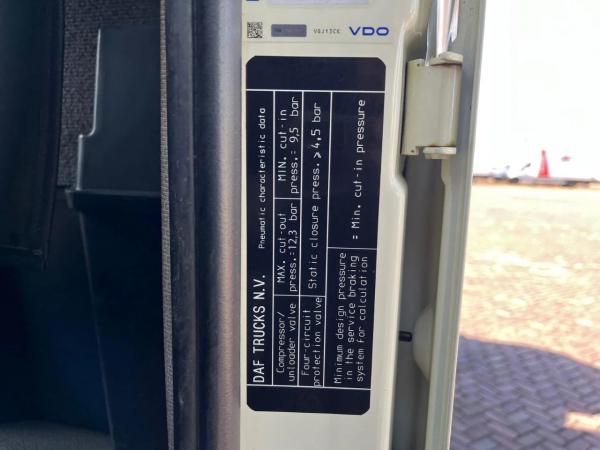 VDO
DAF TRUCKS N.V. Pneumatic characteristic data
Compressor/
unloader valve
MAX. cut-out
press.=12,3 bar
MIN. cut-in
press.= 9,5 bar
Four-circuit
protection valve
Static closure press. ⩾ 4,5 bar
Minimum design pressure
in the service braking
system for calculation
= Min. cut-in pressure